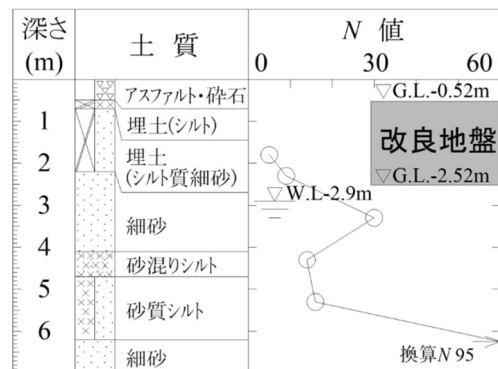 深さ
(m)
土 質
N 値
0 30 60
アスファルト・砕石
埋土(シルト)
埋土
(シルト質細砂)
細砂
砂混りシルト
砂質シルト
細砂
1
2
3
4
5
6
▽G.L.-0.52m
改良地盤
▽G.L.-2.52m
▽W.L-2.9m
換算N 95